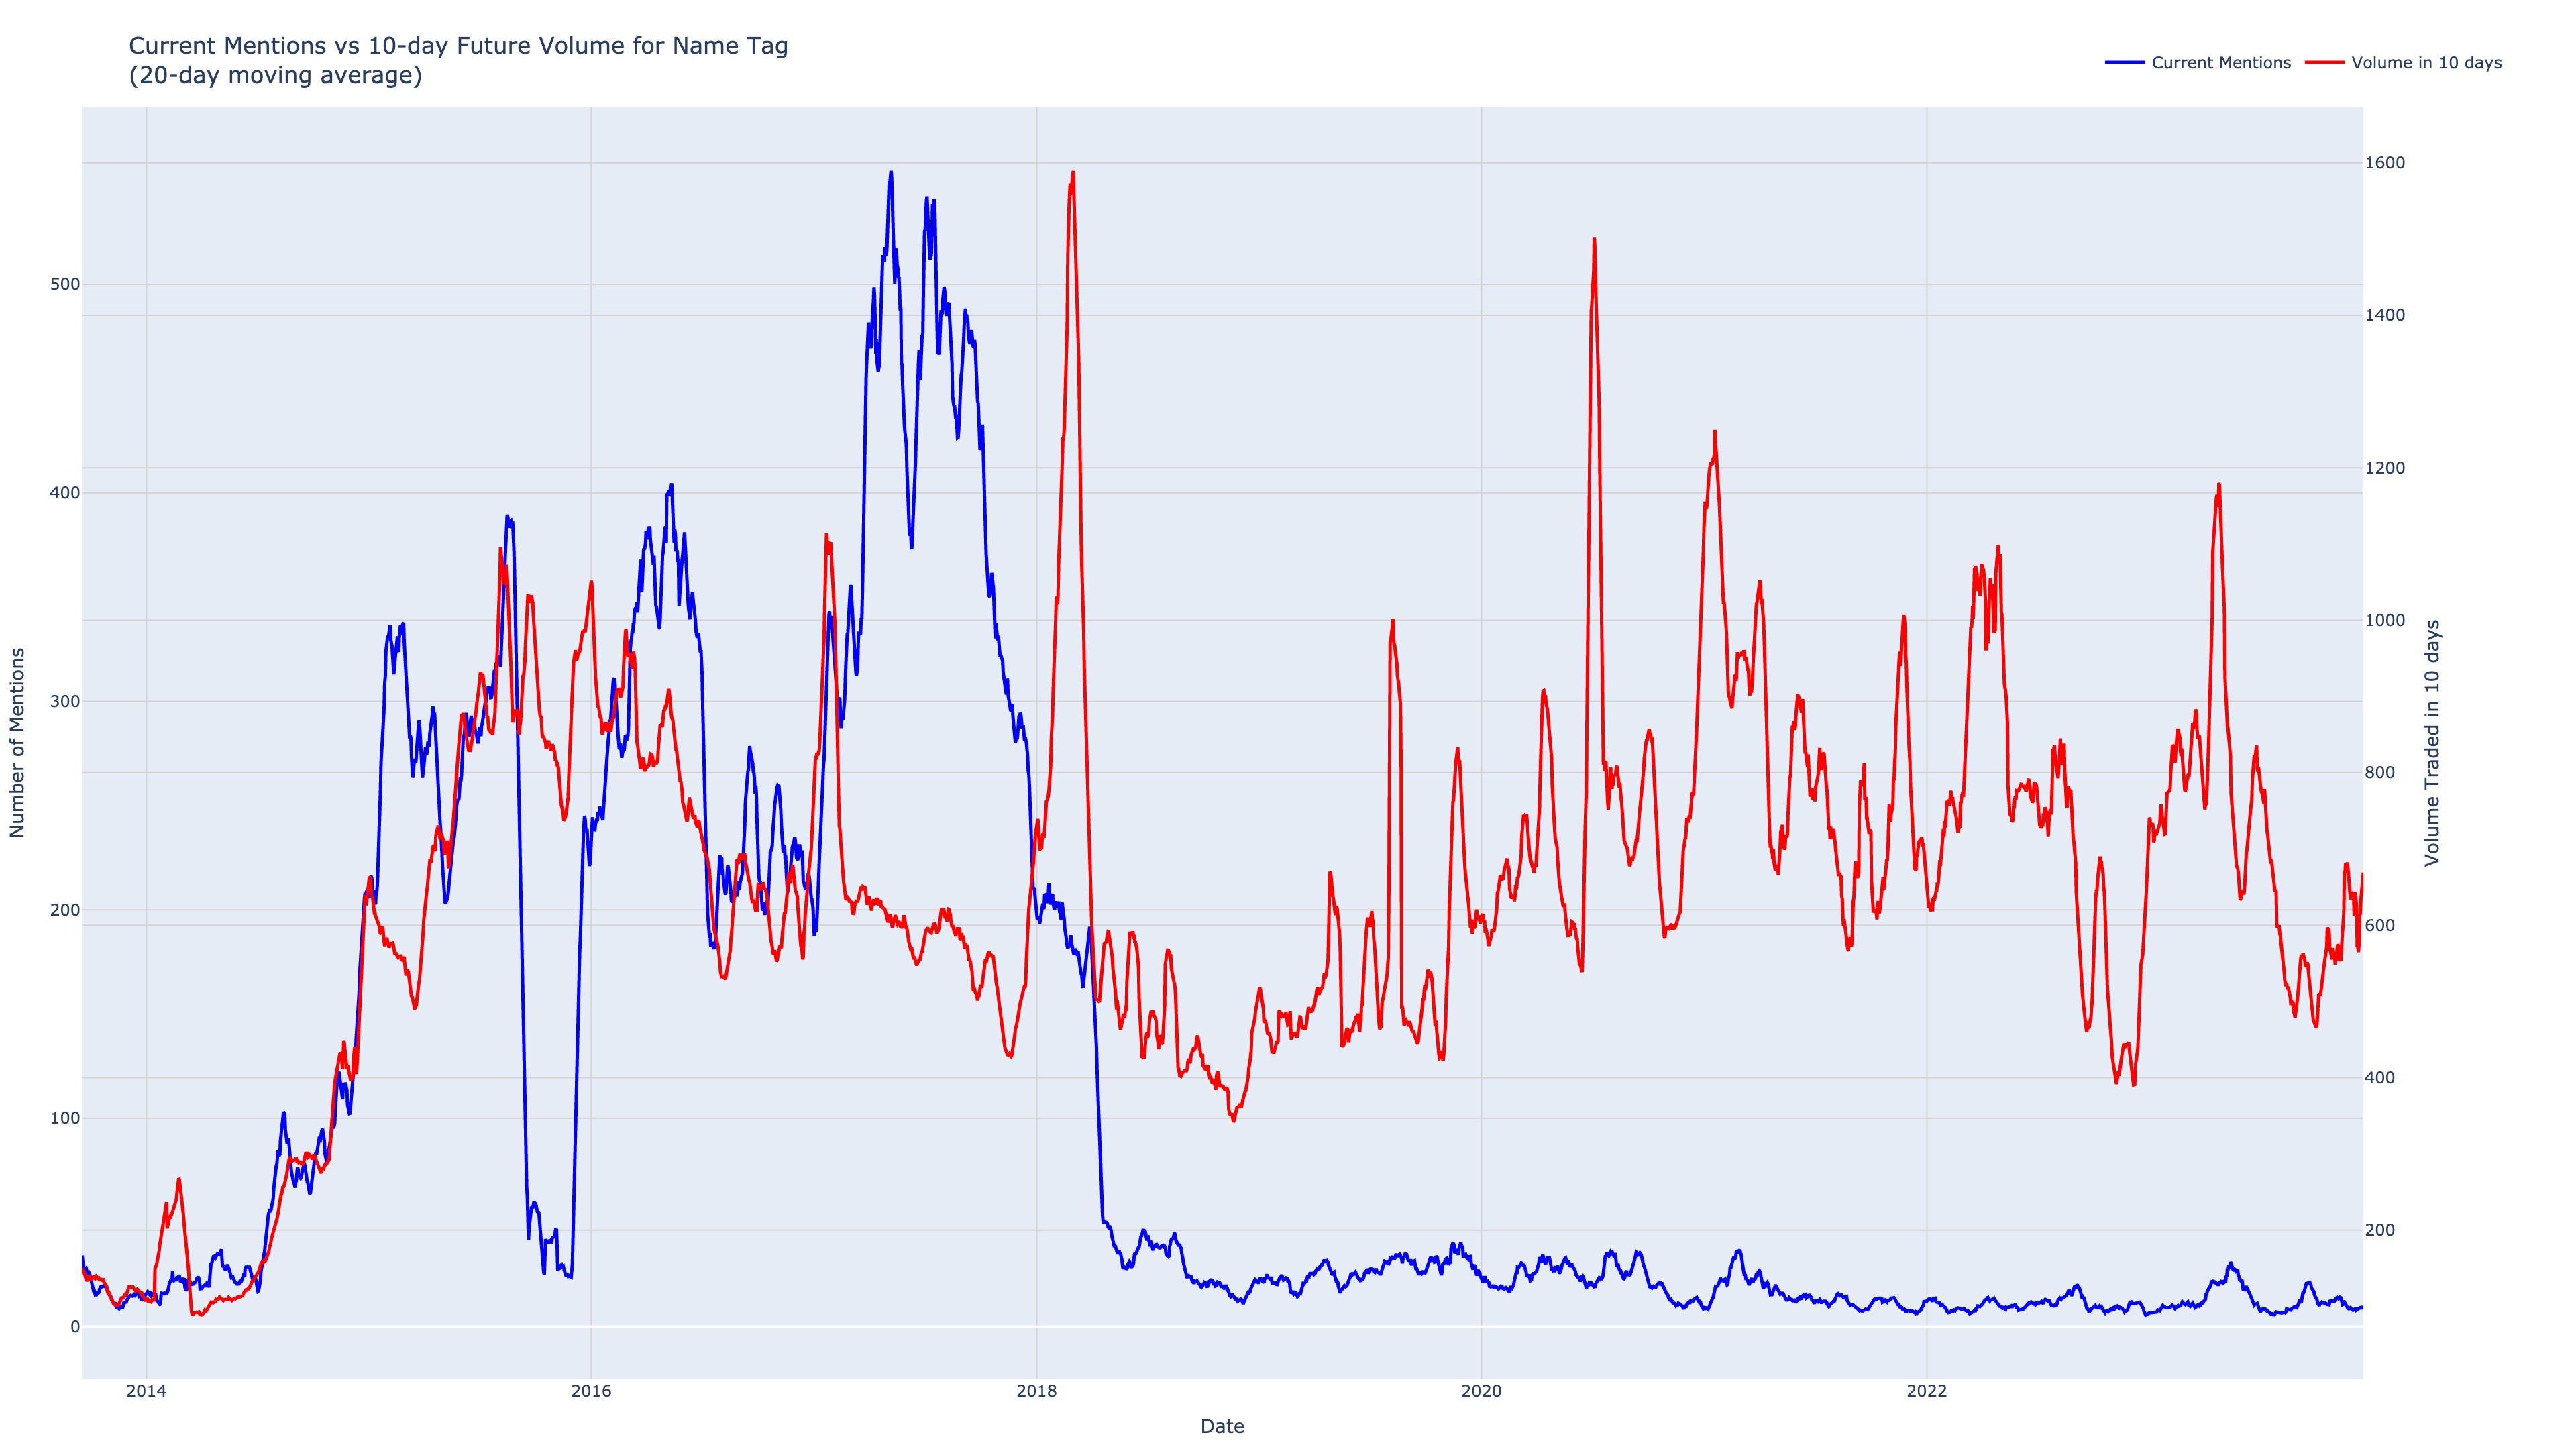 Current Mentions vs 10-day Future Volume for Name Tag
(20-day moving average)
Current Mentions
Volume in 10 days
Number of Mentions
500
400
300
200
100
0
1600
1400
1200
1000
800
600
400
200
Volume Traded in 10 days
2014
2016
2018
2020
2022
Date